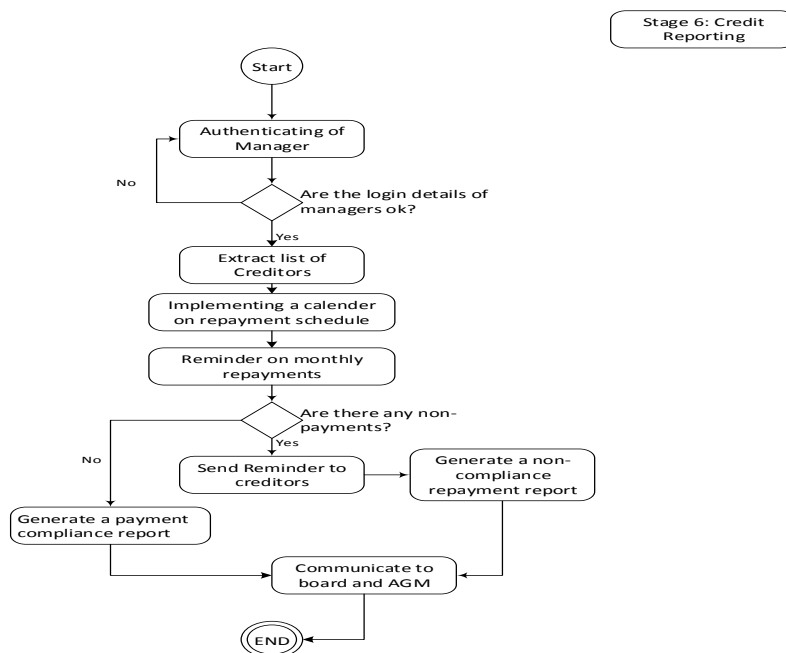 Stage 6: Credit
Reporting
Start
Authenticating of
Manager
No
Are the login details of
managers ok?
Yes
Extract list of
Creditors
Implementing a calender
on repayment schedule
Reminder on monthly
repayments
Are there any non-
payments?
Yes
No
Send Reminder to
creditors
Generate a non-
compliance
repayment report
Generate a payment
compliance report
Communicate to
board and AGM
END